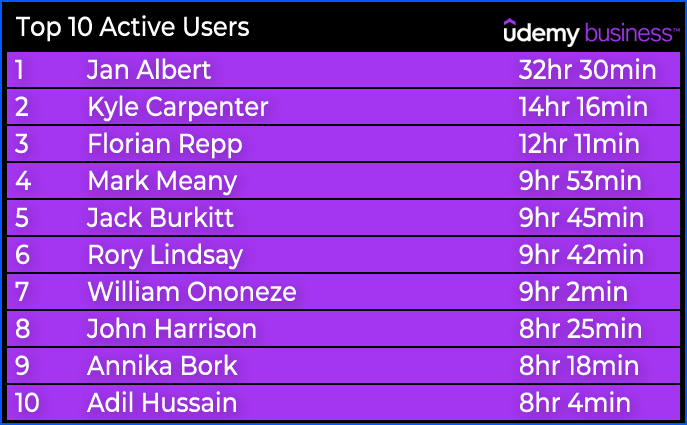 Top 10 Active Users
ûdemy business™
1 Jan Albert 32hr 30min
2 Kyle Carpenter 14hr 16min
3 Florian Repp 12hr 11min
4 Mark Meany 9hr 53min
5 Jack Burkitt 9hr 45min
6 Rory Lindsay 9hr 42min
7 William Ononeze 9hr 2min
8 John Harrison 8hr 25min
9 Annika Bork 8hr 18min
10 Adil Hussain 8hr 4min